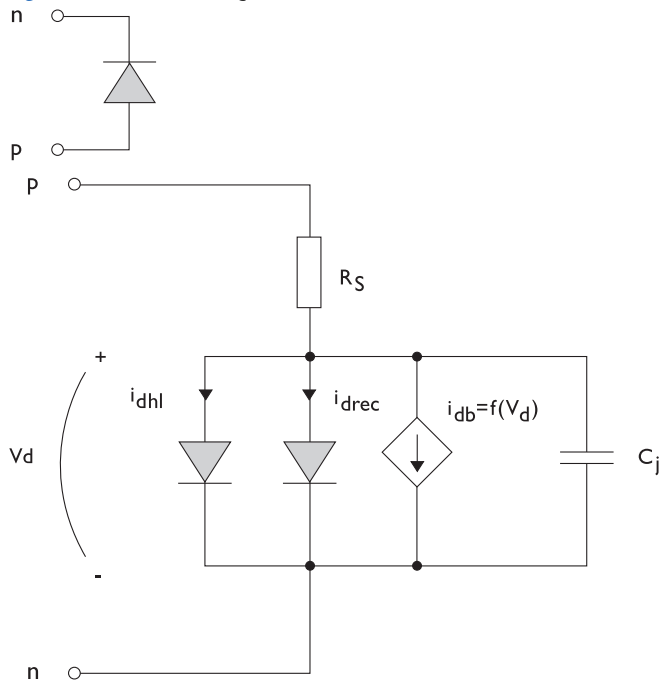 n
p
p
R_S
+
i_dhl
i_drec
i_db=f(V_d)
Vd
C_j
-
n